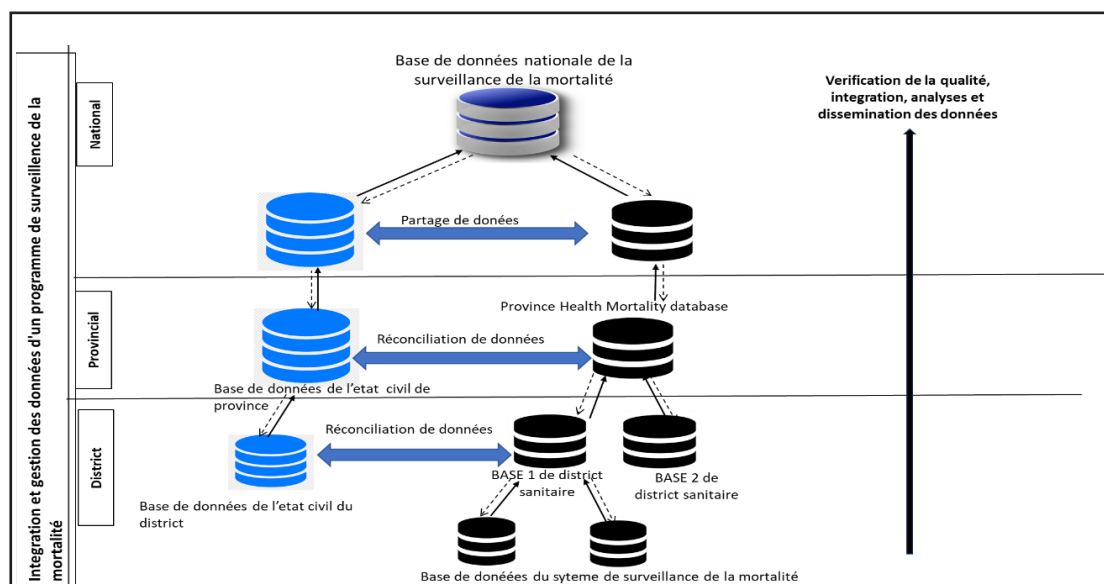 Integration et gestion des données d'un programme de surveillence de la
mortalité
National
Base de données nationale de la
surveillance de la mortalité
Verification de la qualité,
integration, analyses et
dissemination des données
Partage de donées
Provincial
Province Health Mortality database
Réconciliation de données
Base de données de l'etat civil de
province
District
Réconciliation de données
BASE 1 de district
sanitaire
BASE 2 de
district sanitaire
Base de données de l'etat civil du
district
Base de donéées du syteme de surveillance de la mortalité